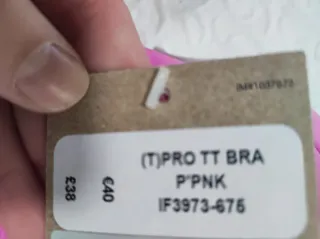 (T)PRO TT BRA
P"PNK
IF3973-675
€40
£38